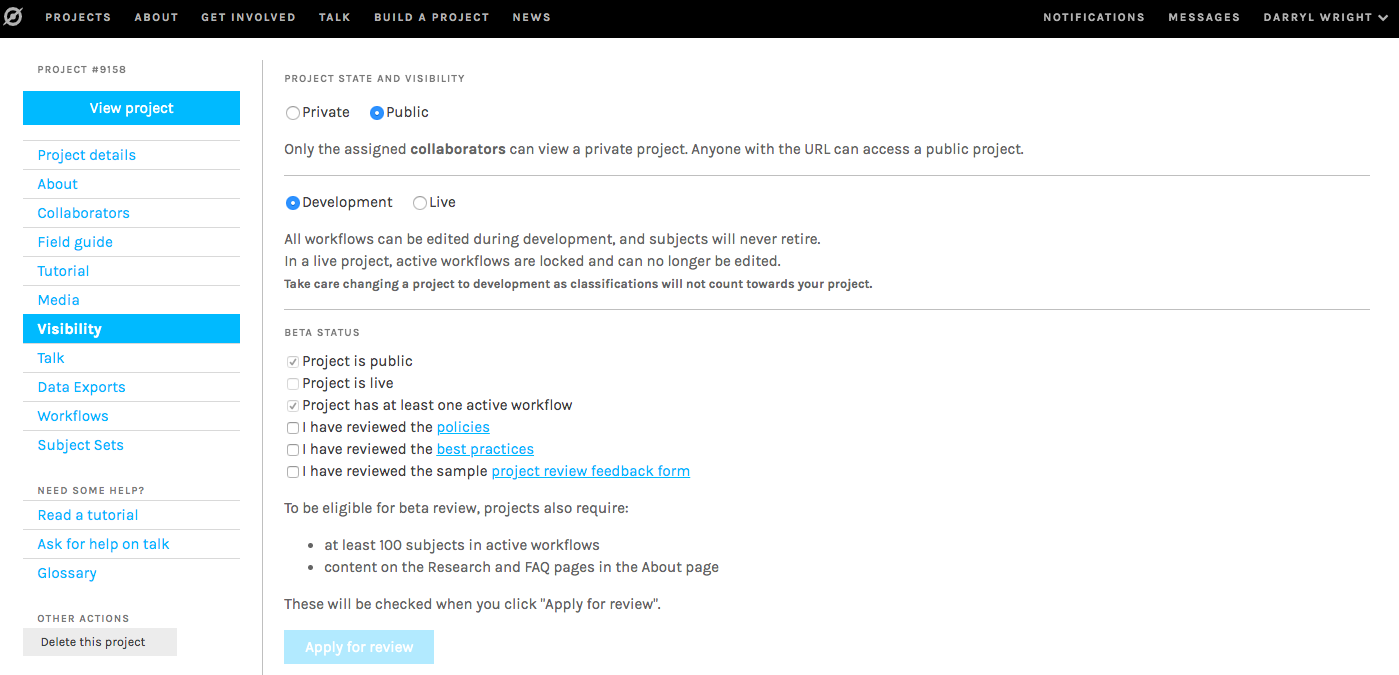 PROJECTS ABOUT GET INVOLVED TALK BUILD A PROJECT NEWS NOTIFICATIONS MESSAGES DARRYL WRIGHT
PROJECT #9158
View project
Project details
About
Collaborators
Field guide
Tutorial
Media
Visibility
Talk
Data Exports
Workflows
Subject Sets
NEED SOME HELP?
Read a tutorial
Ask for help on talk
Glossary
OTHER ACTIONS
Delete this project
PROJECT STATE AND VISIBILITY
Private Public
Only the assigned collaborators can view a private project. Anyone with the URL can access a public project.
Development Live
All workflows can be edited during development, and subjects will never retire.
In a live project, active workflows are locked and can no longer be edited.
Take care changing a project to development as classifications will not count towards your project.
BETA STATUS
Project is public
Project is live
Project has at least one active workflow
I have reviewed the policies
I have reviewed the best practices
I have reviewed the sample project review feedback form
To be eligible for beta review, projects also require:
at least 100 subjects in active workflows
content on the Research and FAQ pages in the About page
These will be checked when you click "Apply for review".
Apply for review